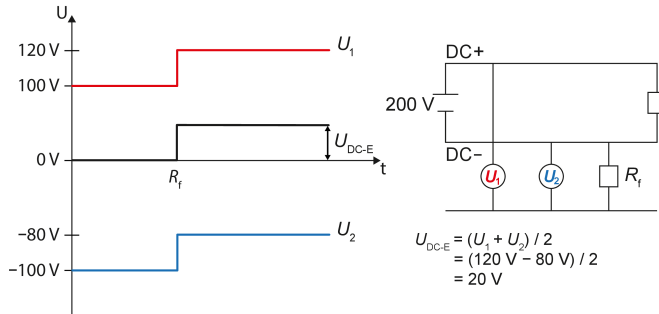 U
120 V
U1
100 V
UDC-E
0 V
Rf
t
−80 V
U2
−100 V
DC+
200 V
DC−
U1
U2
Rf
UDC-E = (U1 + U2) / 2
= (120 V − 80 V) / 2
= 20 V